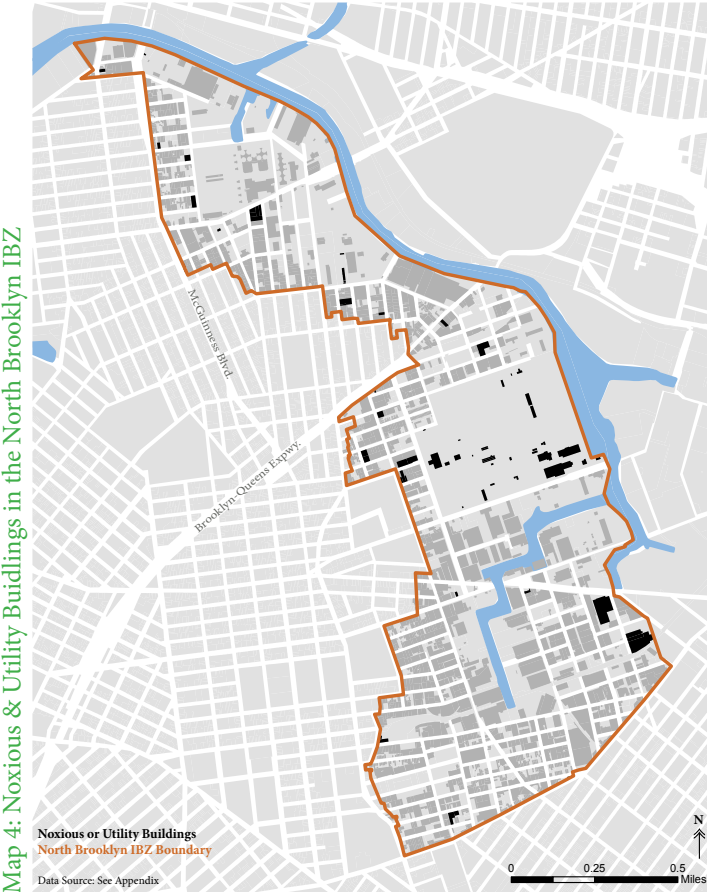 Map 4: Noxious & Utility Buidlings in the North Brooklyn IBZ
McGuinness Blvd.
Brooklyn-Queens Expwy.
Noxious or Utility Buildings
North Brooklyn IBZ Boundary
Data Source: See Appendix
N
0 0.25 0.5
Miles